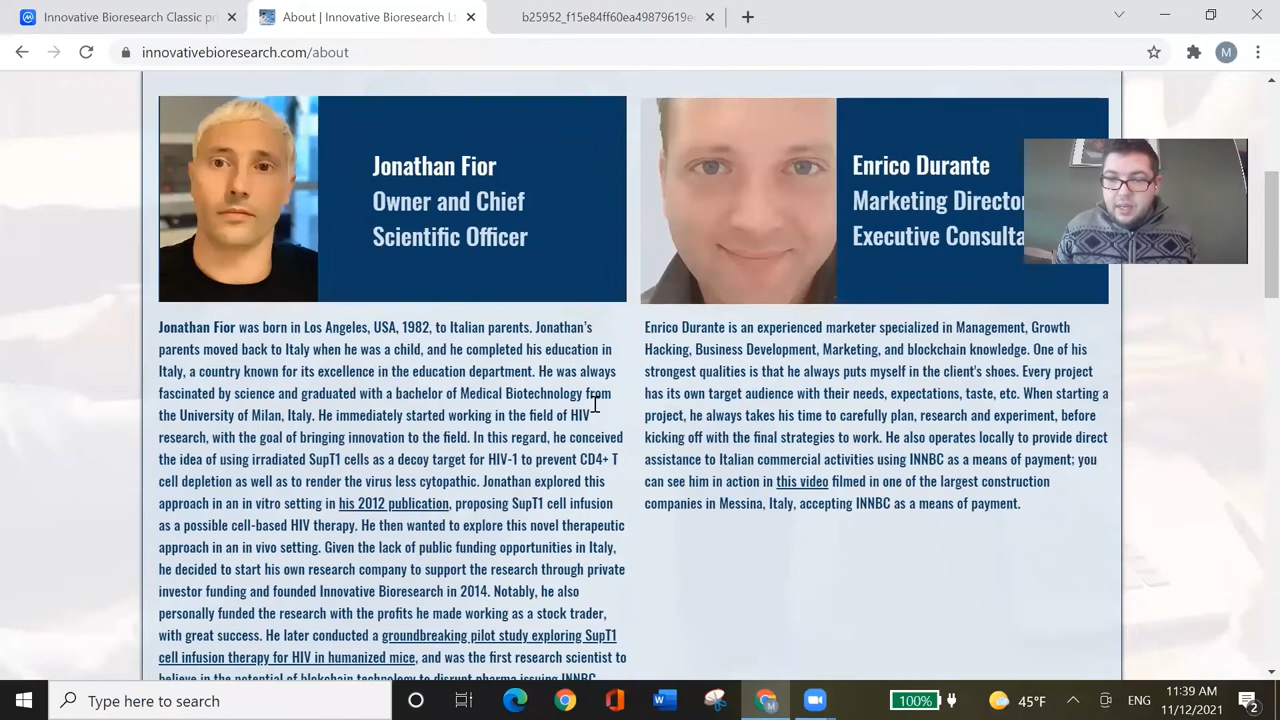 Innovative Bioresearch Classic pri
About | Innovative Bioresearch Lt
b25952_f15e84ff60ea49879619e
innovativebioresearch.com/about
M
Jonathan Fior
Owner and Chief
Scientific Officer
Enrico Durante
Marketing Director
Executive Consulta
Jonathan Fior was born in Los Angeles, USA, 1982, to Italian parents. Jonathan's
parents moved back to Italy when he was a child, and he completed his education in
Italy, a country known for its excellence in the education department. He was always
fascinated by science and graduated with a bachelor of Medical Biotechnology from
the University of Milan, Italy. He immediately started working in the field of HIV
research, with the goal of bringing innovation to the field. In this regard, he conceived
the idea of using irradiated SupT1 cells as a decoy target for HIV-1 to prevent CD4+ T
cell depletion as well as to render the virus less cytopathic. Jonathan explored this
approach in an in vitro setting in his 2012 publication, proposing SupT1 cell infusion
as a possible cell-based HIV therapy. He then wanted to explore this novel therapeutic
approach in an in vivo setting. Given the lack of public funding opportunities in Italy,
he decided to start his own research company to support the research through private
investor funding and founded Innovative Bioresearch in 2014. Notably, he also
personally funded the research with the profits he made working as a stock trader,
with great success. He later conducted a groundbreaking pilot study exploring SupT1
cell infusion therapy for HIV in humanized mice, and was the first research scientist to
believe in the potential of blokchain technology to disrupt pharma issuing INNBC
Enrico Durante is an experienced marketer specialized in Management, Growth
Hacking, Business Development, Marketing, and blockchain knowledge. One of his
strongest qualities is that he always puts myself in the client's shoes. Every project
has its own target audience with their needs, expectations, taste, etc. When starting a
project, he always takes his time to carefully plan, research and experiment, before
kicking off with the final strategies to work. He also operates locally to provide direct
assistance to Italian commercial activities using INNBC as a means of payment; you
can see him in action in this video filmed in one of the largest construction
companies in Messina, Italy, accepting INNBC as a means of payment.
Type here to search
100%
45°F
ENG
11:39 AM
11/12/2021
2